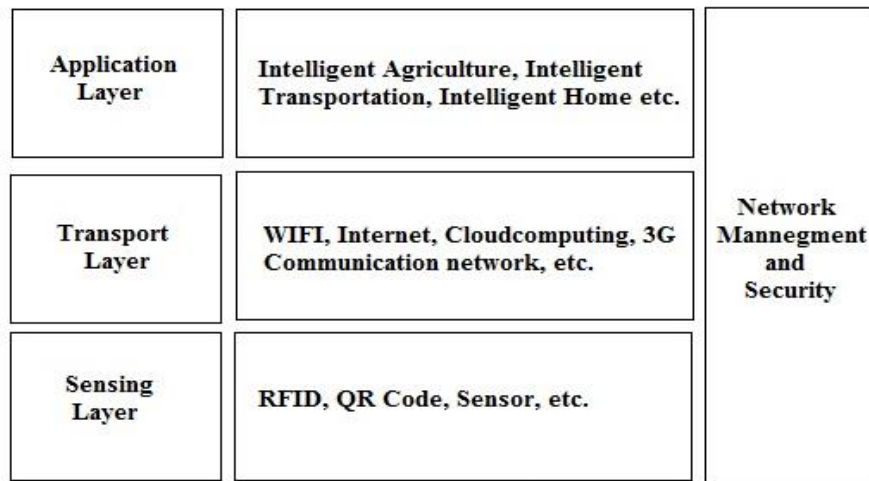 Application
Layer
Intelligent Agriculture, Intelligent
Transportation, Intelligent Home etc.
Transport
Layer
WIFI, Internet, Cloudcomputing, 3G
Communication network, etc.
Sensing
Layer
RFID, QR Code, Sensor, etc.
Network
Mannegment
and
Security